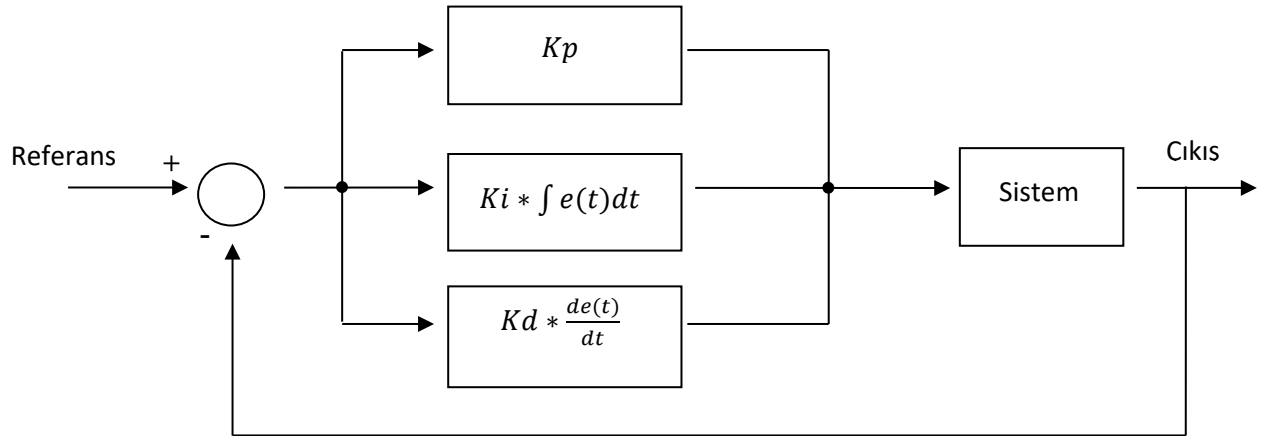 Kp
Referans
+
-
Ki * ∫ e(t)dt
Kd * de(t)/dt
Sistem
Cıkıs